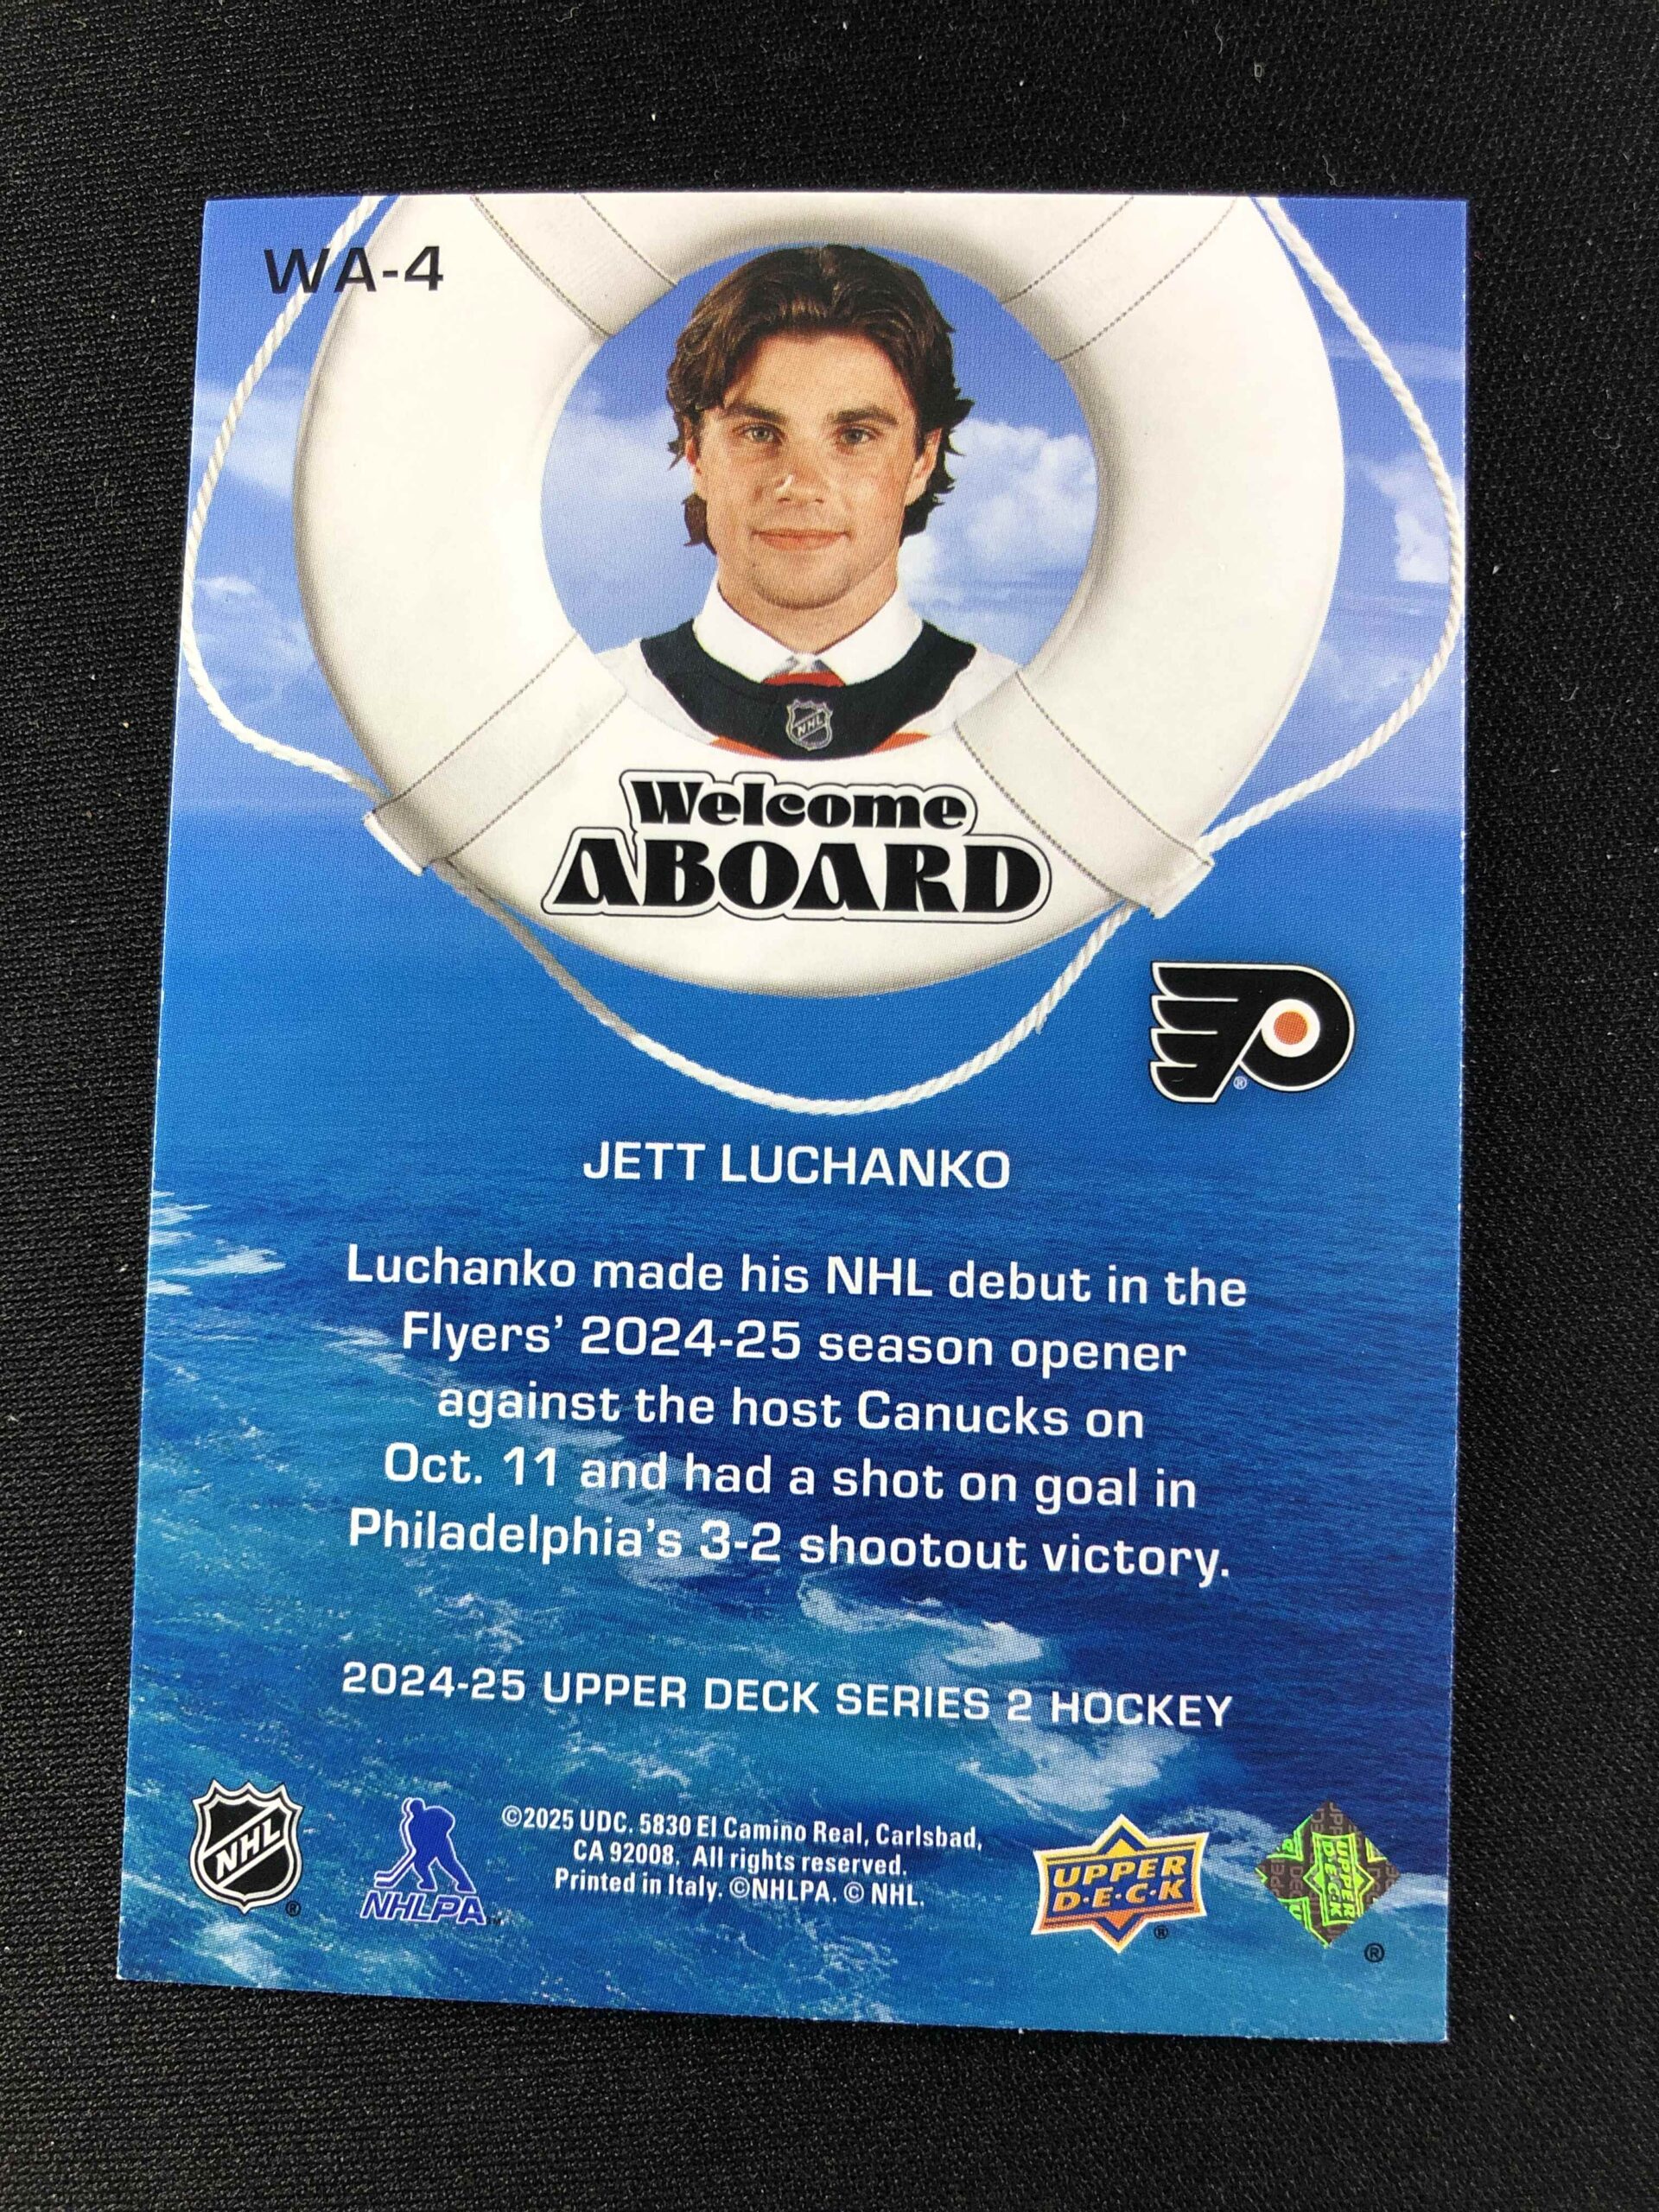 WA-4
NHL
Welcome
ABOARD
®
JETT LUCHANKO
Luchanko made his NHL debut in the
Flyers’ 2024-25 season opener
against the host Canucks on
Oct. 11 and had a shot on goal in
Philadelphia’s 3-2 shootout victory.
2024-25 UPPER DECK SERIES 2 HOCKEY
NHL ®
NHLPA™
©2025 UDC. 5830 El Camino Real, Carlsbad,
CA 92008. All rights reserved.
Printed in Italy. ©NHLPA. © NHL.
UPPER
D·E·C·K ®
UPPER
D·E·C·K
®